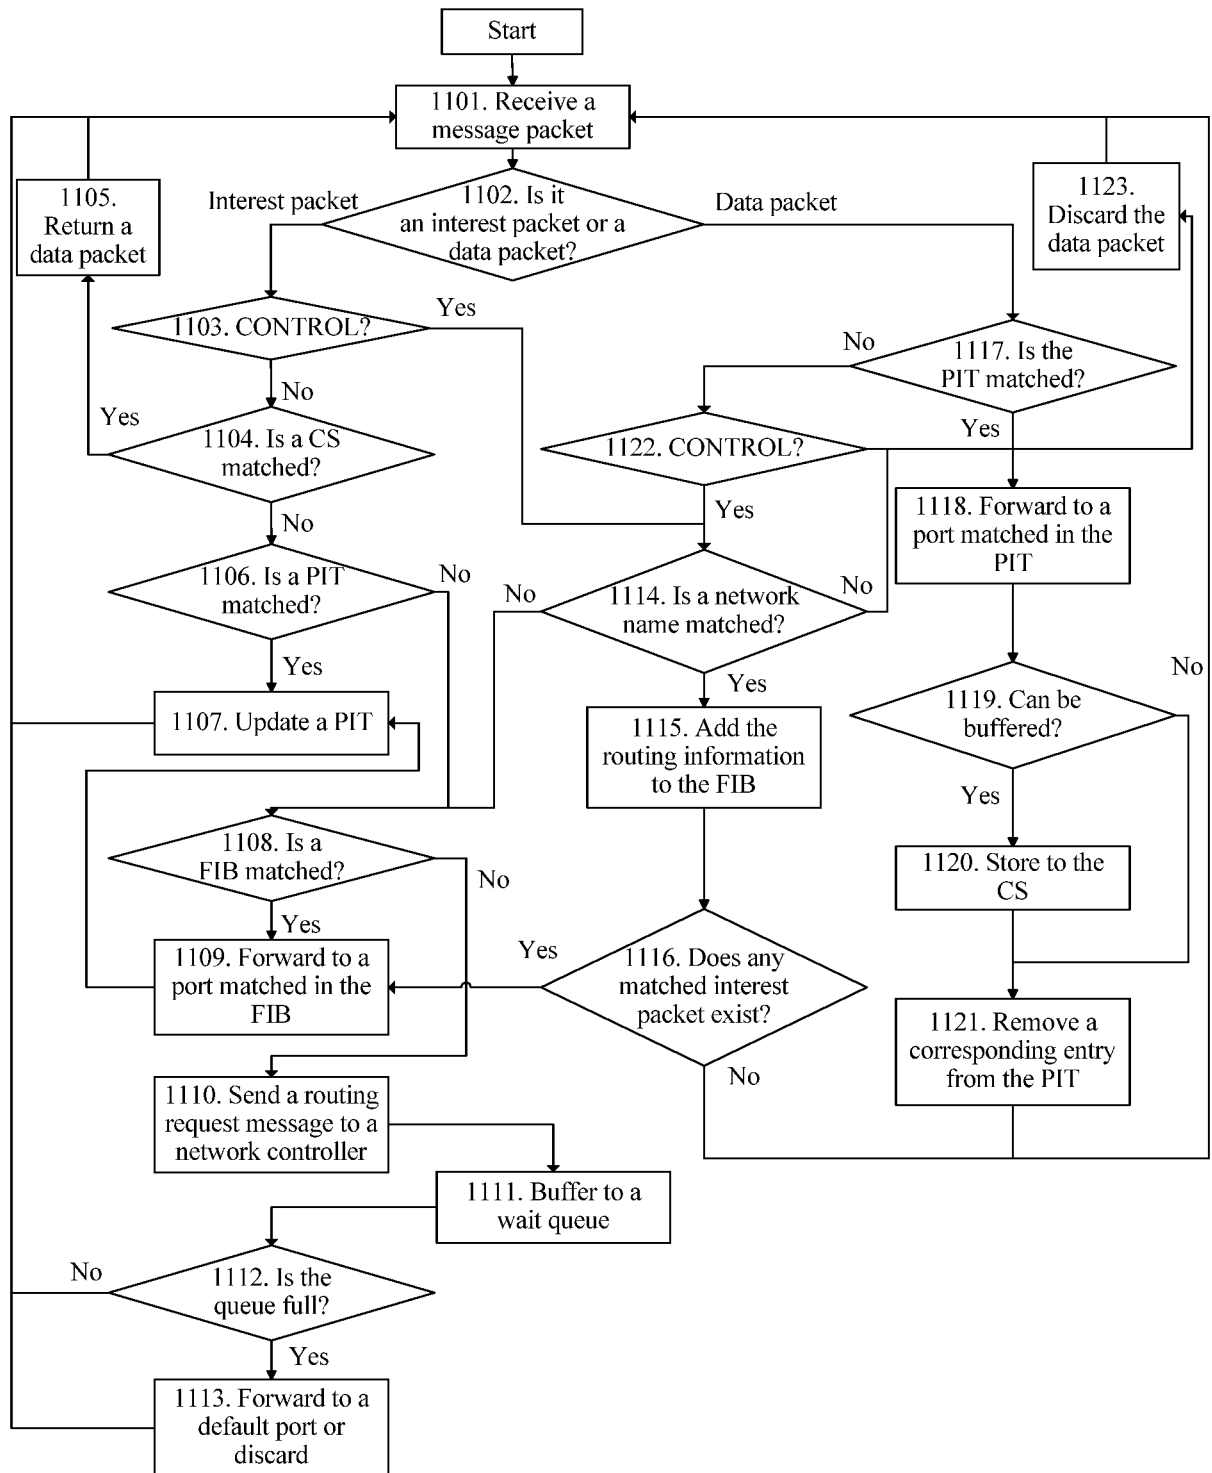 Start
1101. Receive a
message packet
1105.
Return a
data packet
Interest packet
1102. Is it
an interest packet or a
data packet?
Data packet
1123.
Discard the
data packet
1103. CONTROL?
Yes
No
No
1117. Is the
PIT matched?
Yes
1104. Is a CS
matched?
1122. CONTROL?
Yes
No
Yes
1118. Forward to a
port matched in the
PIT
1106. Is a PIT
matched?
No
No
1114. Is a network
name matched?
No
Yes
Yes
1107. Update a PIT
1115. Add the
routing information
to the FIB
1119. Can be
buffered?
No
Yes
1108. Is a
FIB matched?
No
Yes
1120. Store to the
CS
1109. Forward to a
port matched in the
FIB
Yes
1116. Does any
matched interest
packet exist?
No
1121. Remove a
corresponding entry
from the PIT
1110. Send a routing
request message to a
network controller
1111. Buffer to a
wait queue
No
1112. Is the
queue full?
Yes
1113. Forward to a
default port or
discard